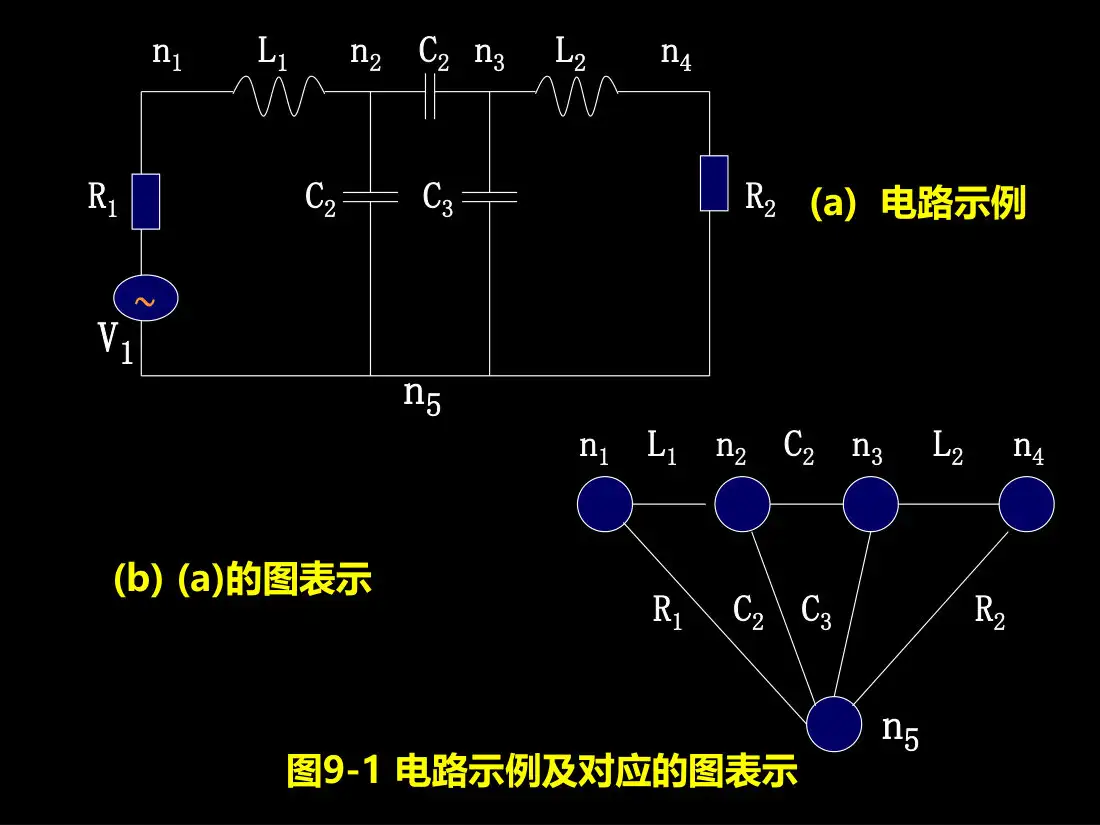 n₁ L₁ n₂ C₂ n₃ L₂ n₄
R₁ C₂ C₃ R₂ (a) 电路示例
~
V₁
n₅
n₁ L₁ n₂ C₂ n₃ L₂ n₄
(b) (a)的图表示
R₁ C₂ C₃ R₂
n₅
图9-1 电路示例及对应的图表示